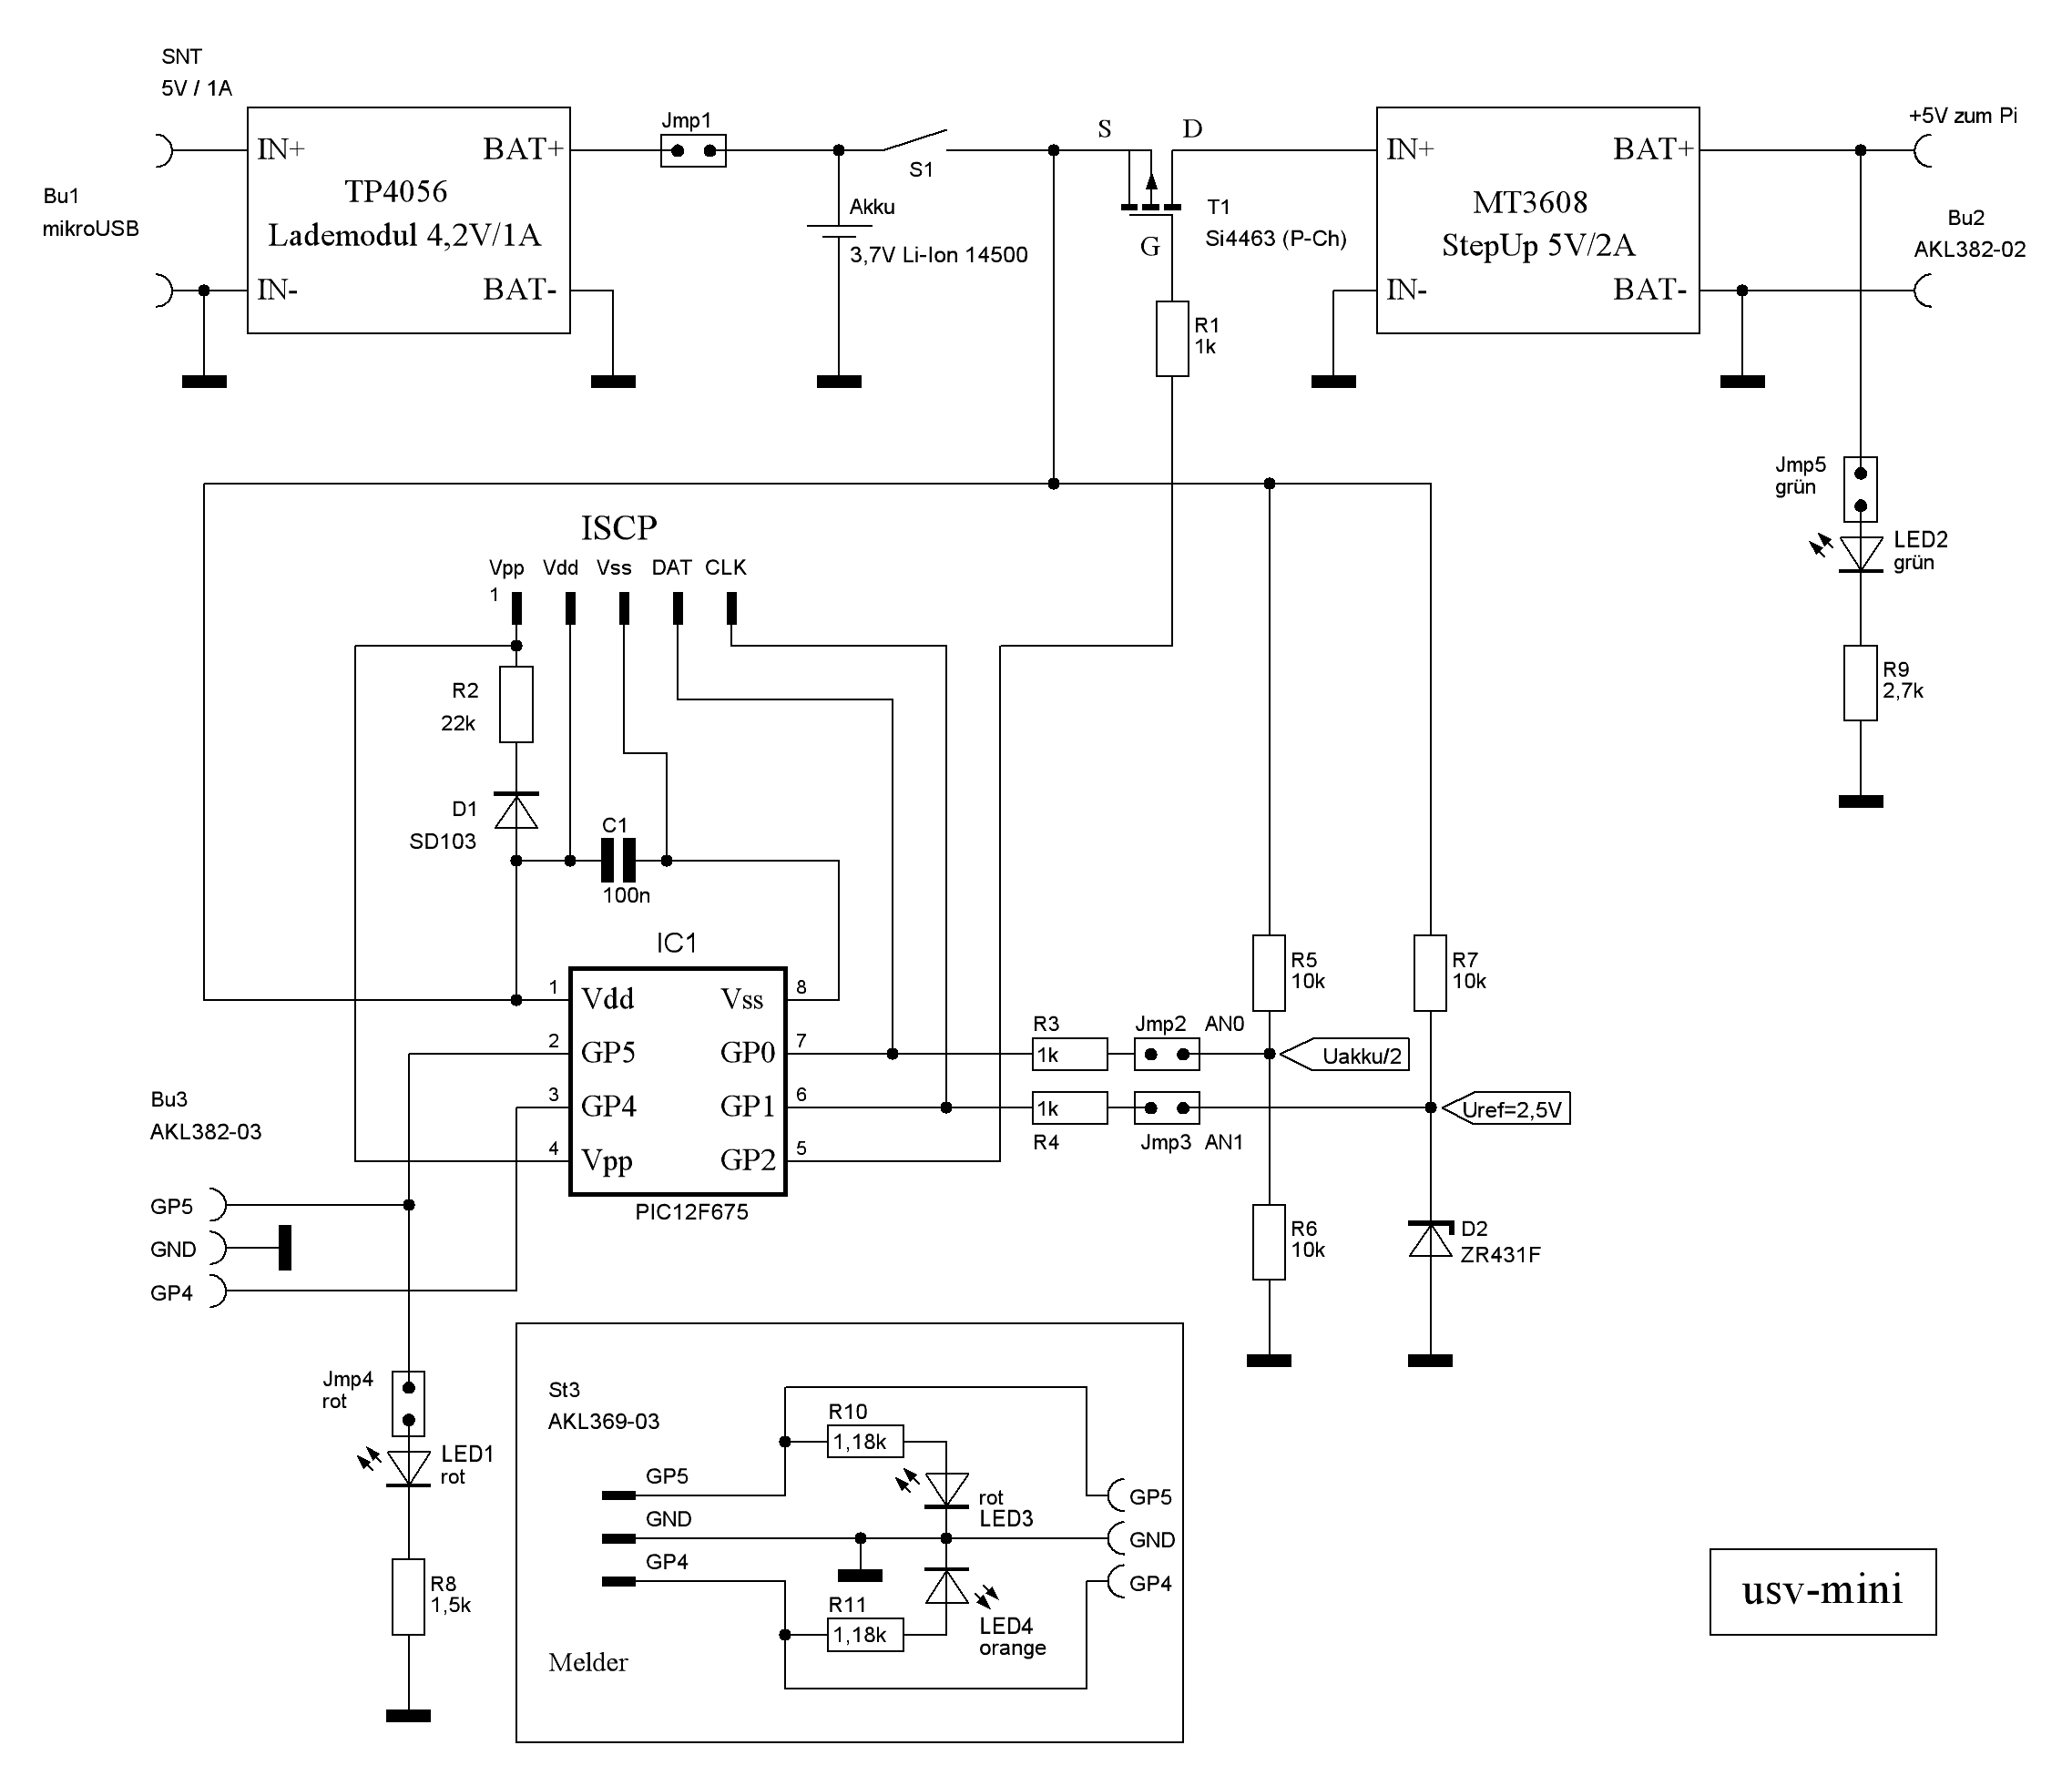 SNT
5V / 1A
Bu1
mikroUSB
IN+
BAT+
TP4056
Lademodul 4,2V/1A
IN-
BAT-
Jmp1
S1
Akku
3,7V Li-Ion 14500
S
D
G
T1
Si4463 (P-Ch)
R1
1k
IN+
BAT+
MT3608
StepUp 5V/2A
IN-
BAT-
+5V zum Pi
Bu2
AKL382-02
Jmp5
grün
LED2
grün
R9
2,7k
ISCP
Vpp Vdd Vss DAT CLK
1
R2
22k
D1
SD103
C1
100n
IC1
1 Vdd Vss 8
2 GP5 GP0 7
3 GP4 GP1 6
4 Vpp GP2 5
PIC12F675
R3
1k
Jmp2 AN0
1k
R4
Jmp3 AN1
R5
10k
R7
10k
Uakku/2
Uref=2,5V
R6
10k
D2
ZR431F
Bu3
AKL382-03
GP5
GND
GP4
Jmp4
rot
LED1
rot
R8
1,5k
St3
AKL369-03
R10
1,18k
GP5
GND
GP4
rot
LED3
R11
1,18k
LED4
orange
GP5
GND
GP4
Melder
usv-mini